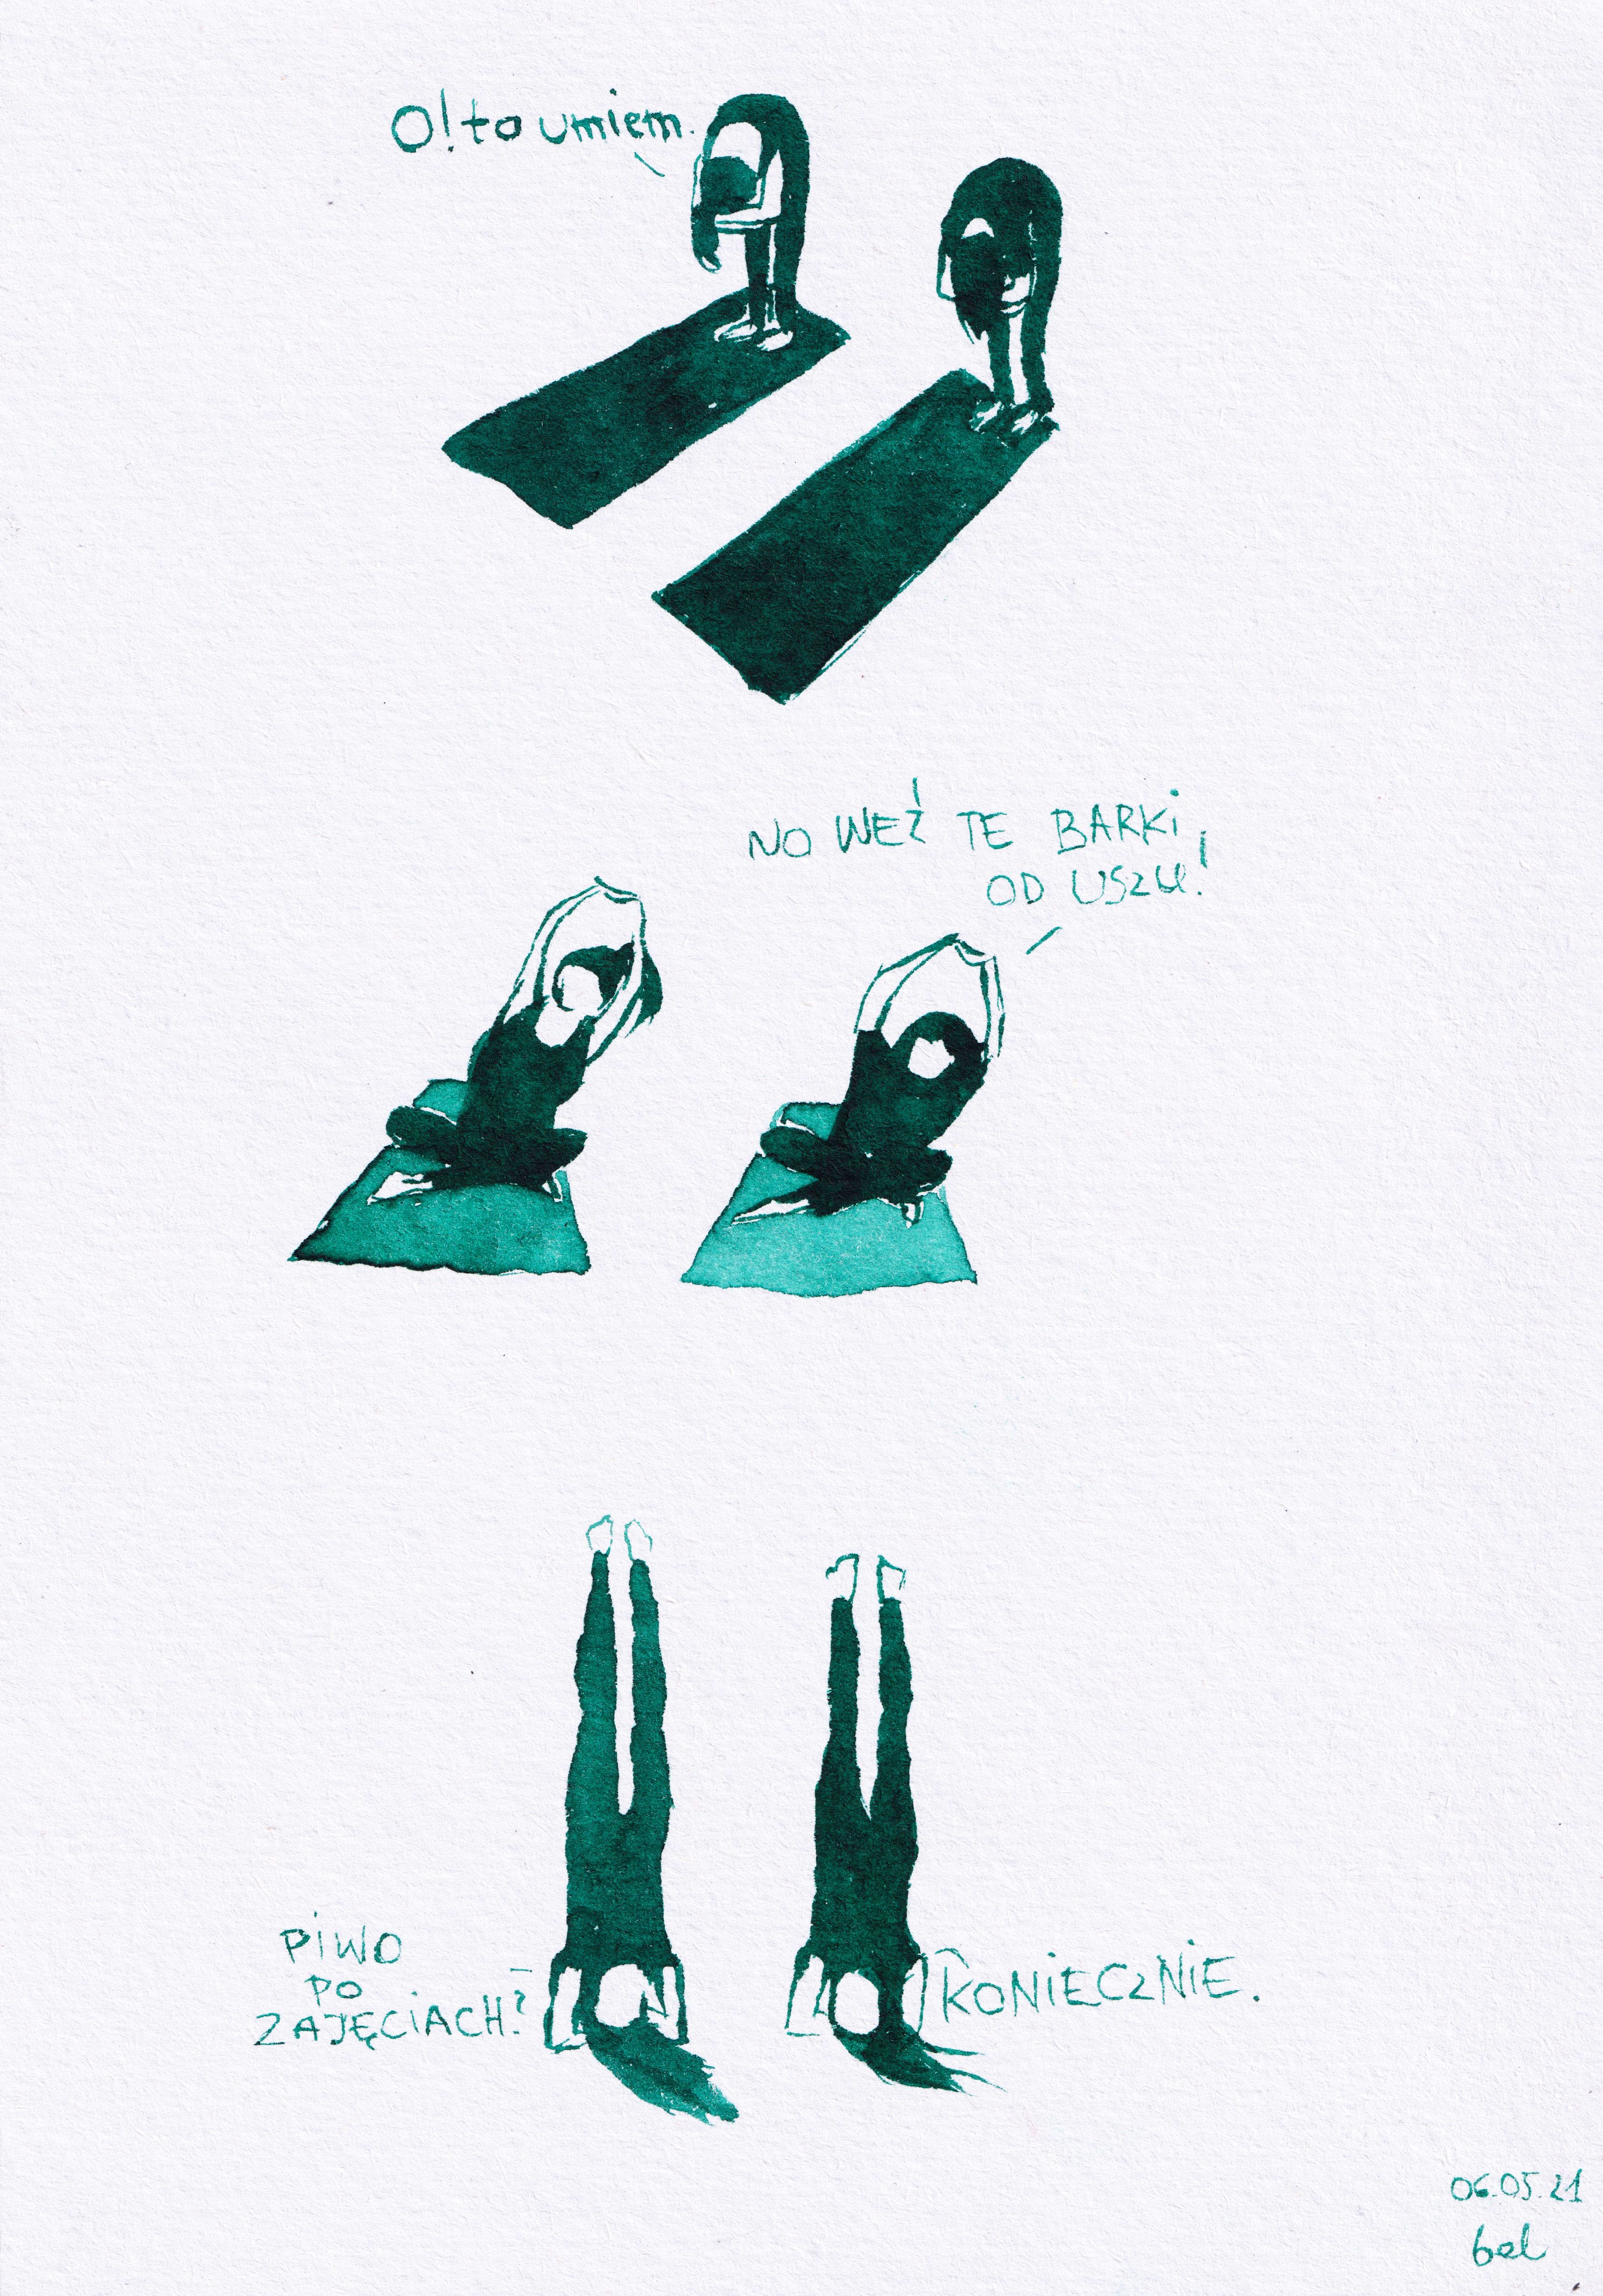 O! to umiem.
NO WEŹ TE BARKI
OD USZU!
PIWO
PO
ZAJĘCIACH?
KONIECZNIE.
06.05.21
bel